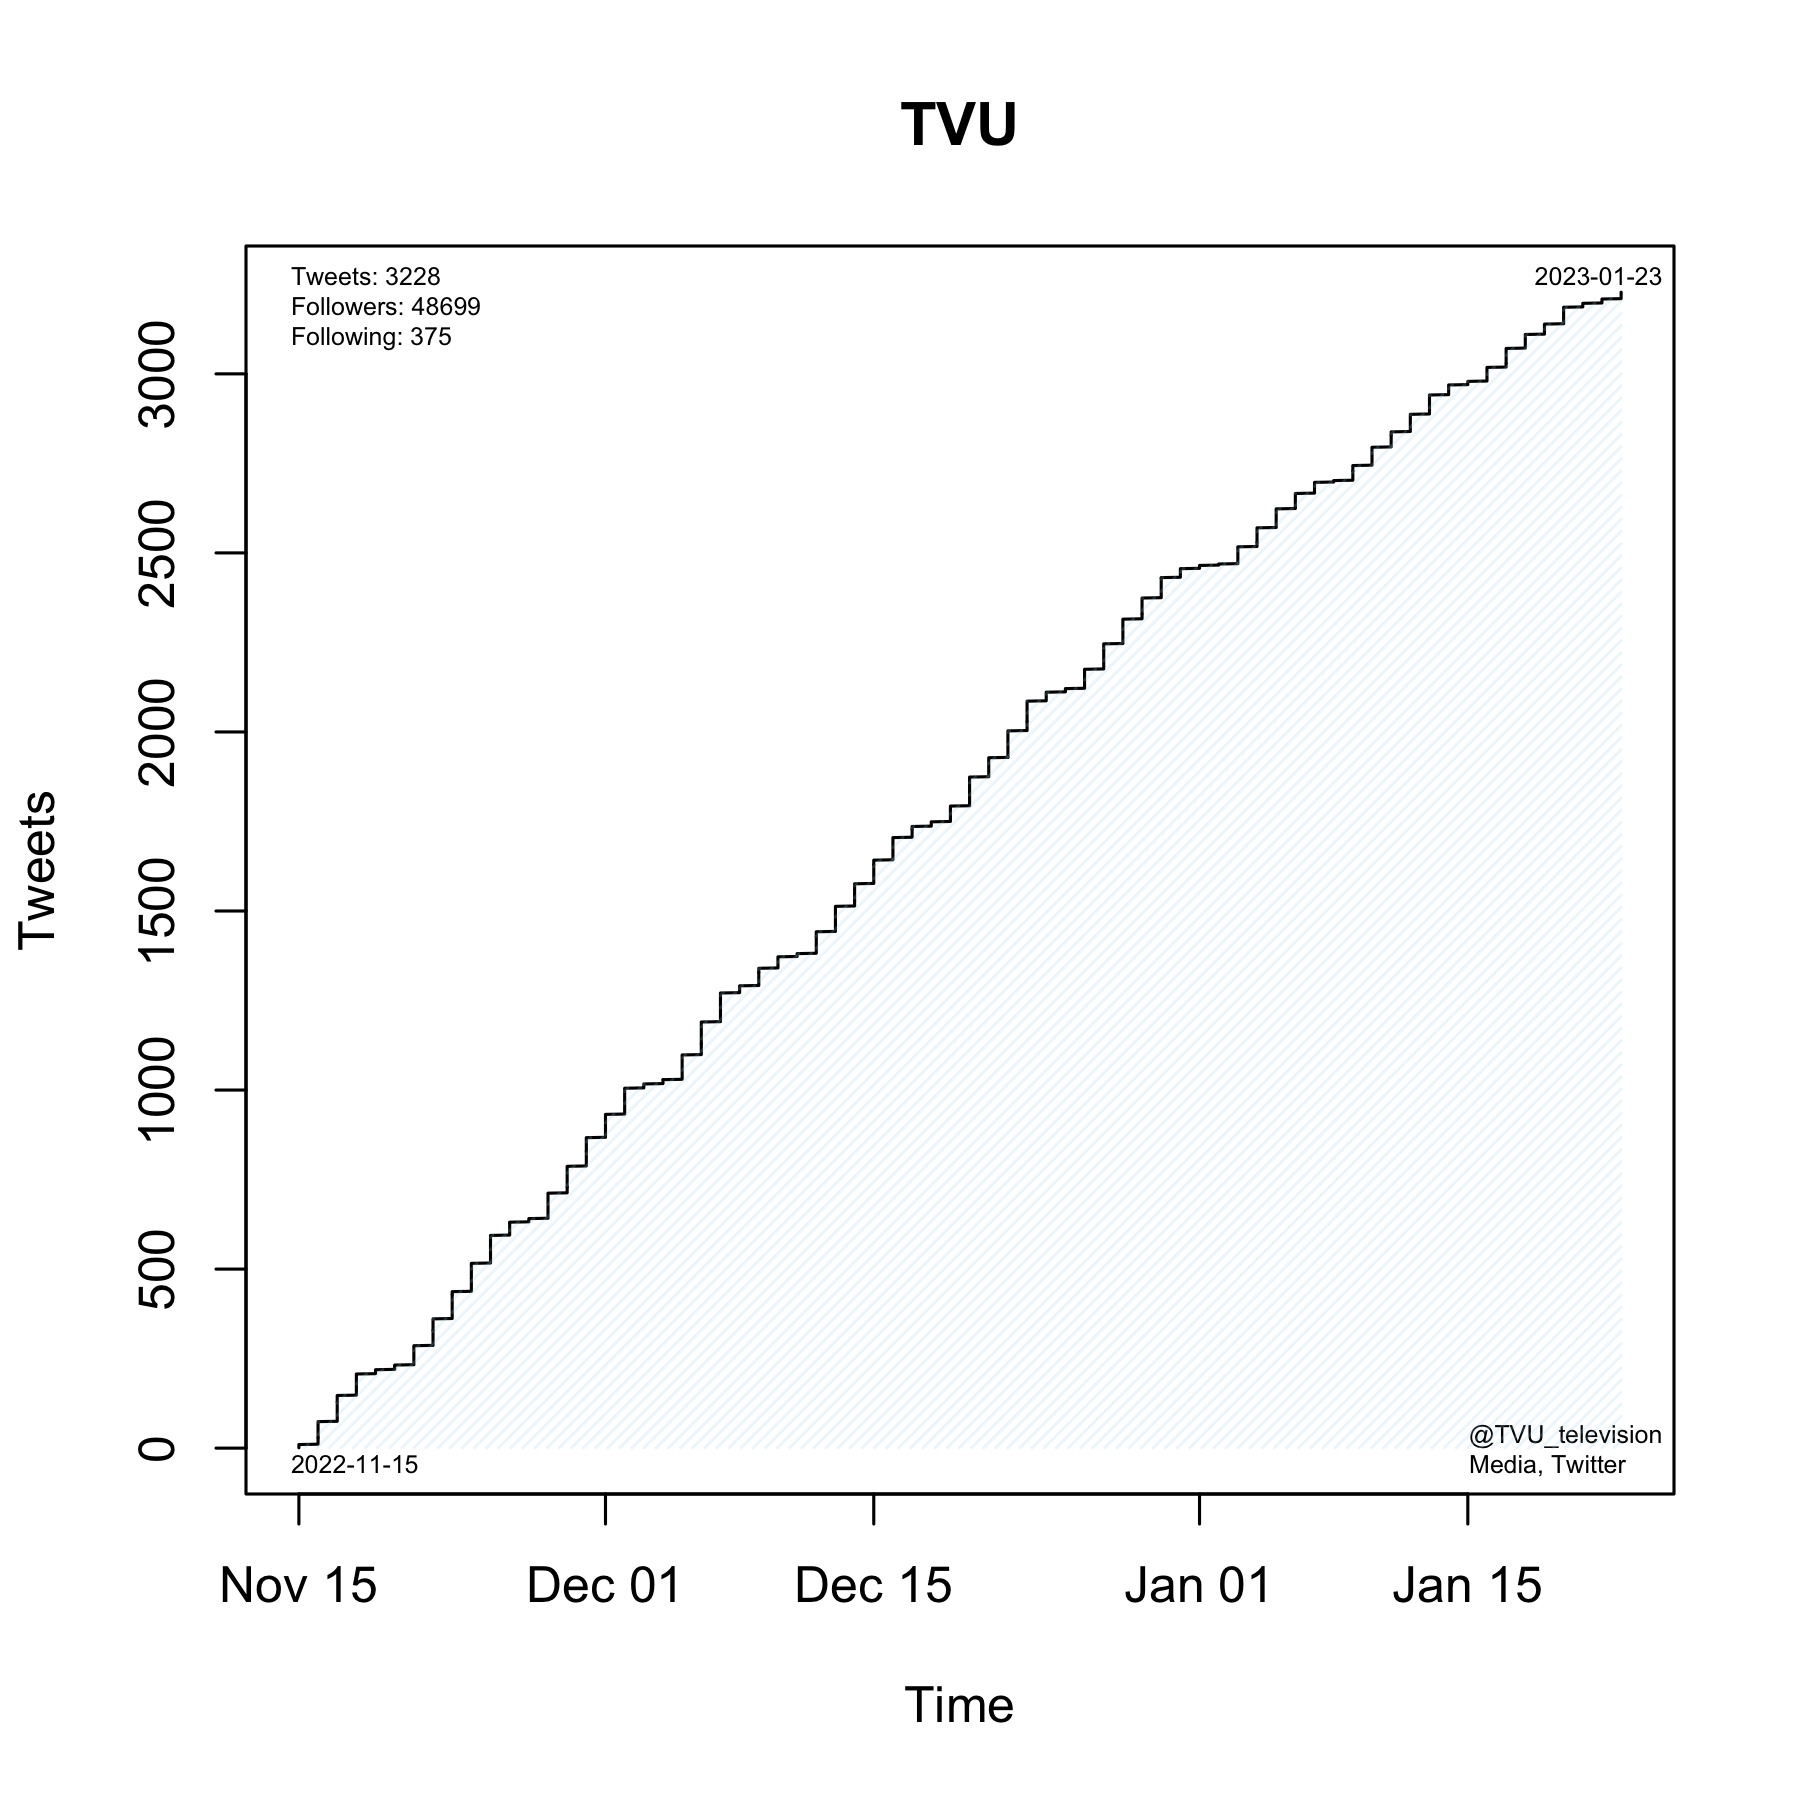 TVU
Tweets: 3228
Followers: 48699
Following: 375
2023-01-23
3000
2500
2000
1500
1000
500
0
Tweets
@TVU_television
Media, Twitter
2022-11-15
Nov 15
Dec 01
Dec 15
Jan 01
Jan 15
Time